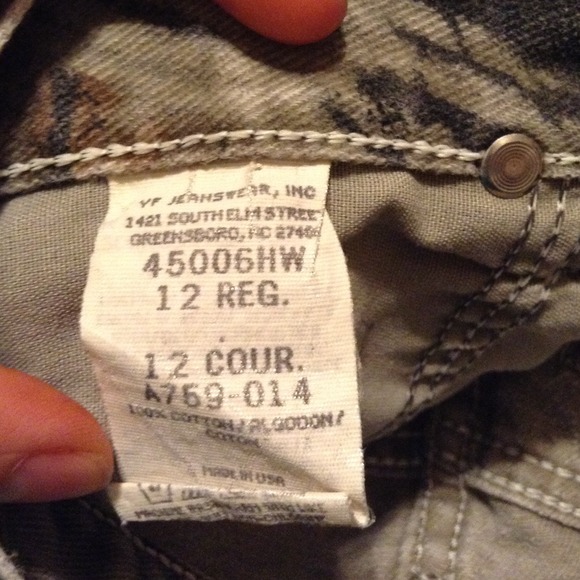 VF JEANSWEAR, INC
1421 SOUTH ELM STREE
GREENSBORO, NC 2740
45006HW
12 REG.
12 COUR.
A769-014
100% COTTON/ALGODON/
COTON
MADE IN USA